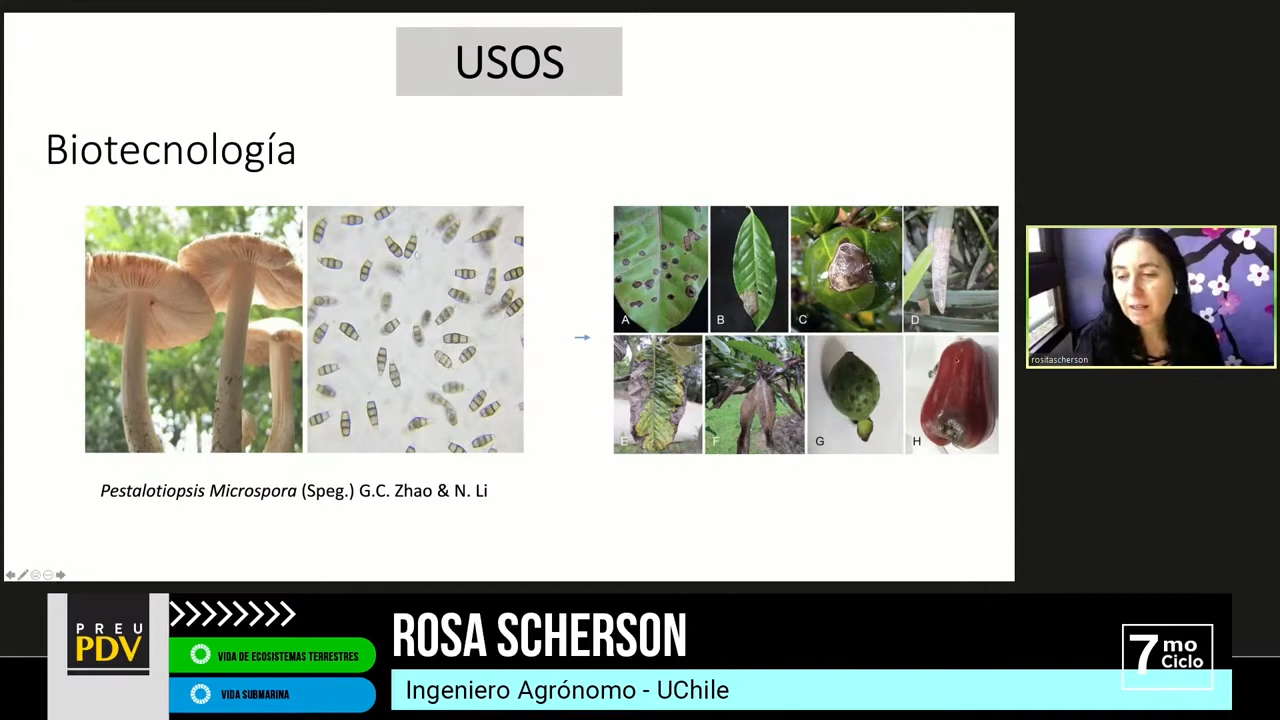 USOS
Biotecnología
A
B
C
D
E
F
G
H
Pestalotiopsis Microspora (Speg.) G.C. Zhao & N. Li
rositascherson
PREU
PDV
VIDA DE ECOSISTEMAS TERRESTRES
VIDA SUBMARINA
ROSA SCHERSON
Ingeniero Agrónomo - UChile
7mo
Ciclo